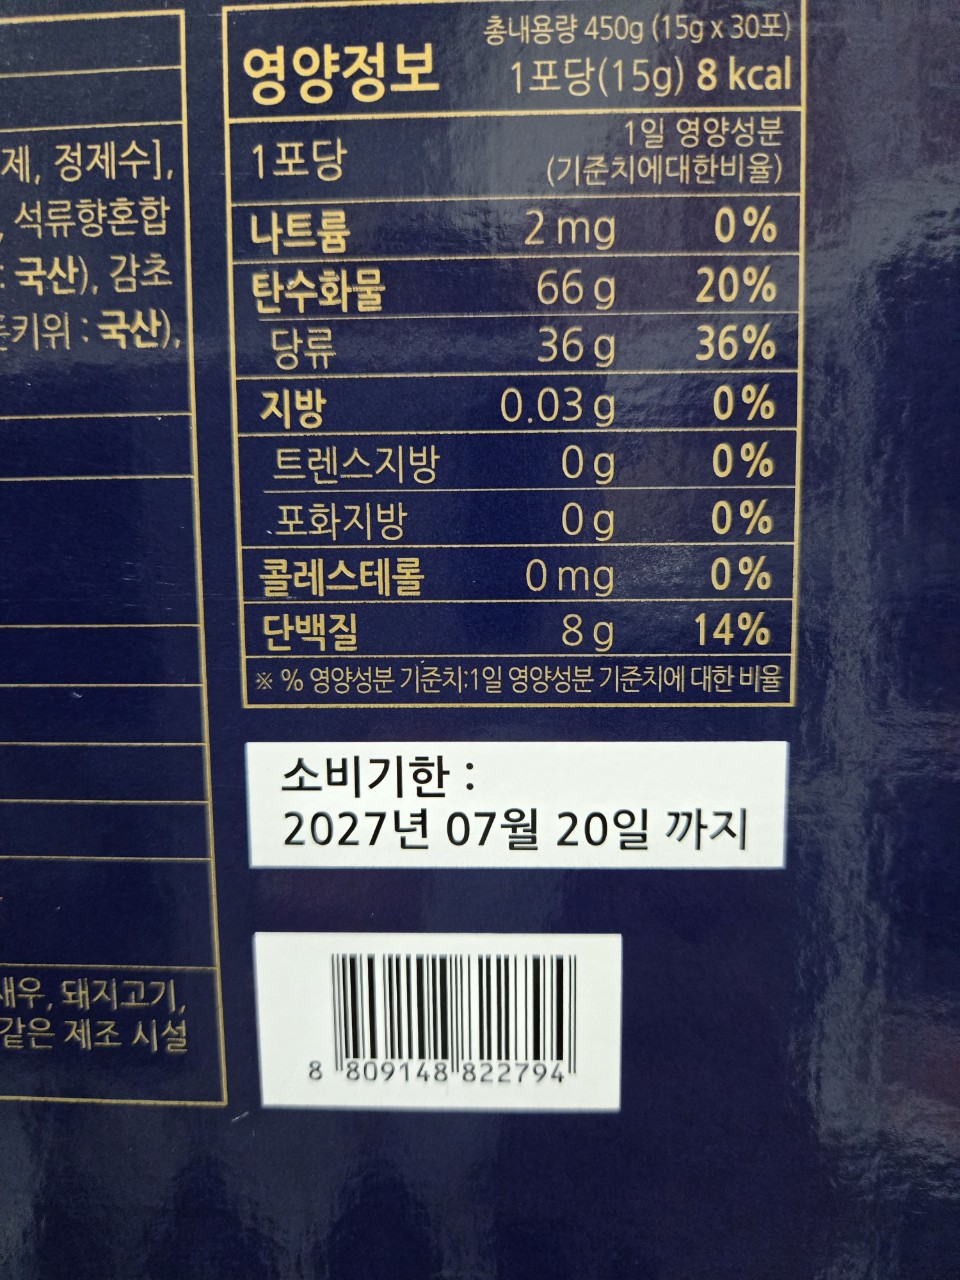 제, 정제수],
, 석류향혼합
: 국산), 감초
키위 : 국산),
새우, 돼지고기,
같은 제조 시설
영양정보
총내용량 450g (15g x 30포)
1포당(15g) 8 kcal
1포당
1일 영양성분
(기준치에대한비율)
나트륨 2 mg 0%
탄수화물 66 g 20%
당류 36 g 36%
지방 0.03 g 0%
트렌스지방 0 g 0%
포화지방 0 g 0%
콜레스테롤 0 mg 0%
단백질 8 g 14%
※ % 영양성분 기준치:1일 영양성분 기준치에 대한 비율
소비기한 :
2027년 07월 20일 까지
8 809148 822794